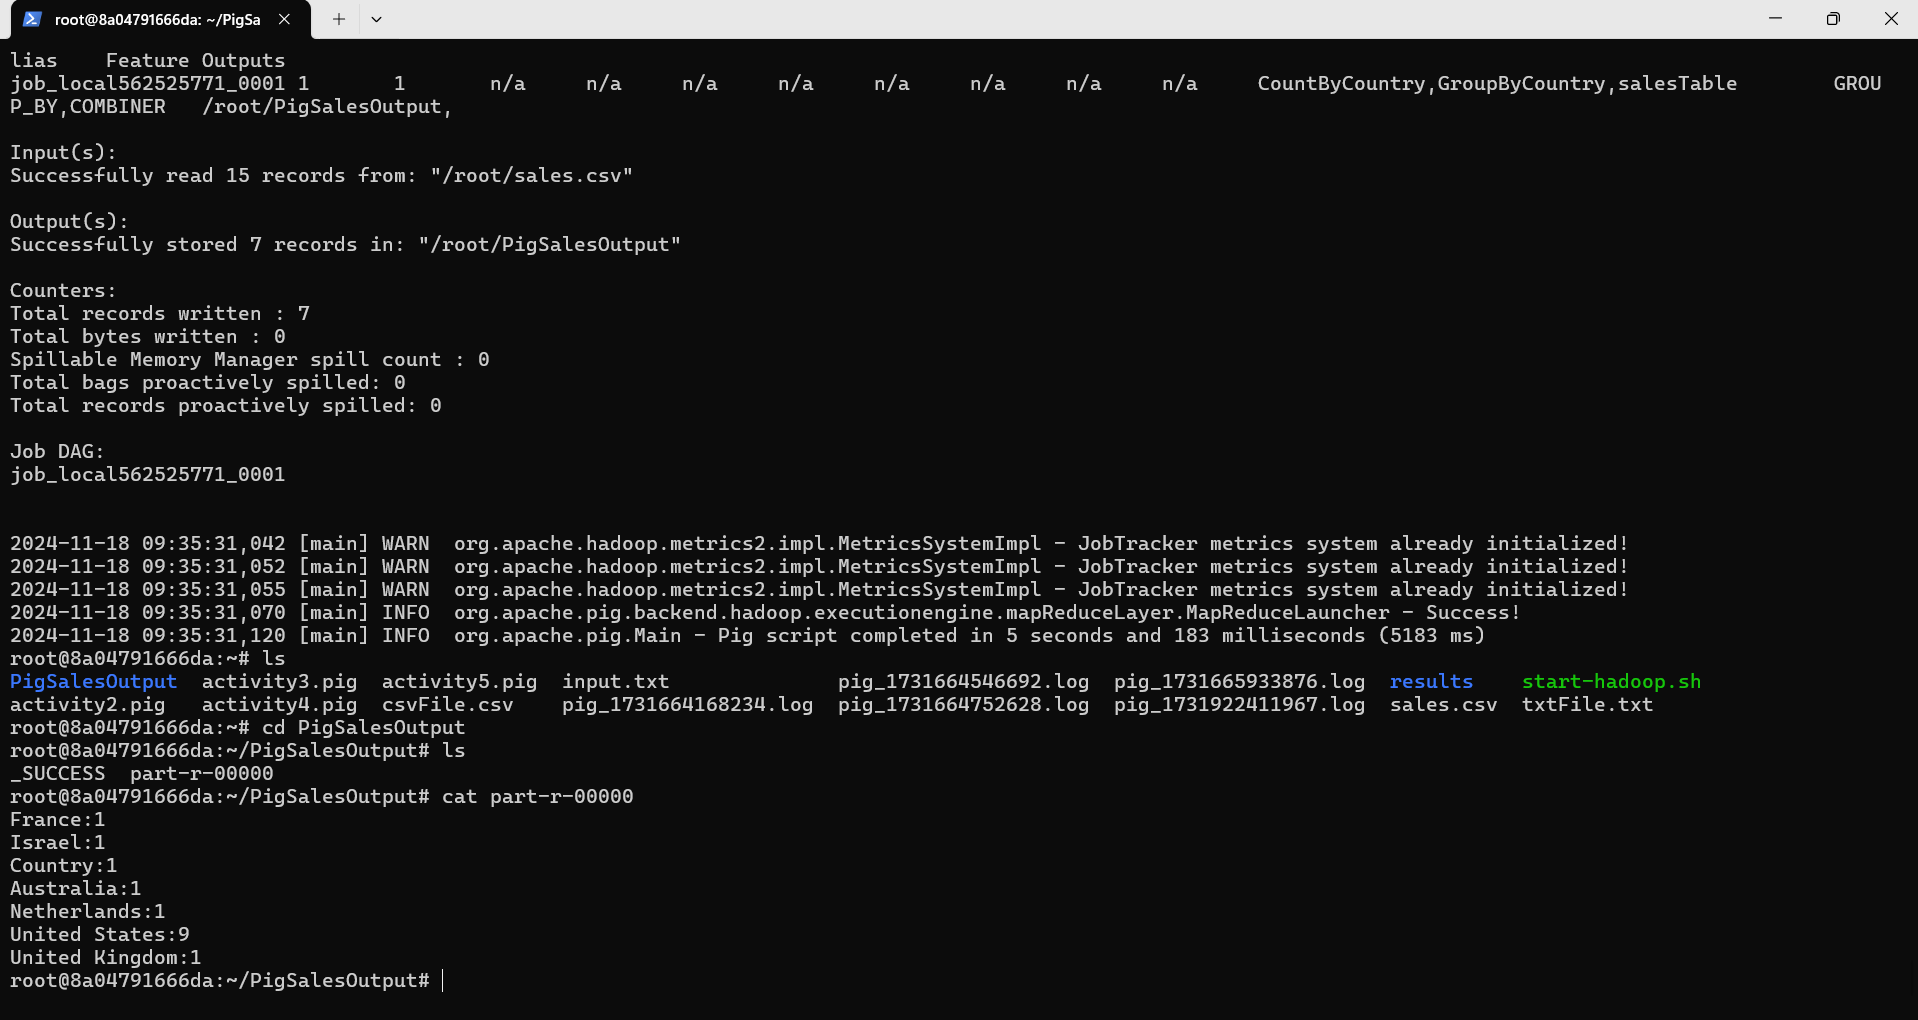 root@8a04791666da: ~/PigSa
lias    Feature Outputs
job_local562525771_0001 1       1       n/a     n/a     n/a     n/a     n/a     n/a     n/a     n/a     CountByCountry,GroupByCountry,salesTable        GROU
P_BY,COMBINER   /root/PigSalesOutput,
Input(s):
Successfully read 15 records from: "/root/sales.csv"
Output(s):
Successfully stored 7 records in: "/root/PigSalesOutput"
Counters:
Total records written : 7
Total bytes written : 0
Spillable Memory Manager spill count : 0
Total bags proactively spilled: 0
Total records proactively spilled: 0
Job DAG:
job_local562525771_0001
2024-11-18 09:35:31,042 [main] WARN  org.apache.hadoop.metrics2.impl.MetricsSystemImpl - JobTracker metrics system already initialized!
2024-11-18 09:35:31,052 [main] WARN  org.apache.hadoop.metrics2.impl.MetricsSystemImpl - JobTracker metrics system already initialized!
2024-11-18 09:35:31,055 [main] WARN  org.apache.hadoop.metrics2.impl.MetricsSystemImpl - JobTracker metrics system already initialized!
2024-11-18 09:35:31,070 [main] INFO  org.apache.pig.backend.hadoop.executionengine.mapReduceLayer.MapReduceLauncher - Success!
2024-11-18 09:35:31,120 [main] INFO  org.apache.pig.Main - Pig script completed in 5 seconds and 183 milliseconds (5183 ms)
root@8a04791666da:~# ls
PigSalesOutput  activity3.pig  activity5.pig  input.txt              pig_1731664546692.log  pig_1731665933876.log  results    start-hadoop.sh
activity2.pig   activity4.pig  csvFile.csv    pig_1731664168234.log  pig_1731664752628.log  pig_1731922411967.log  sales.csv  txtFile.txt
root@8a04791666da:~# cd PigSalesOutput
root@8a04791666da:~/PigSalesOutput# ls
_SUCCESS  part-r-00000
root@8a04791666da:~/PigSalesOutput# cat part-r-00000
France:1
Israel:1
Country:1
Australia:1
Netherlands:1
United States:9
United Kingdom:1
root@8a04791666da:~/PigSalesOutput#